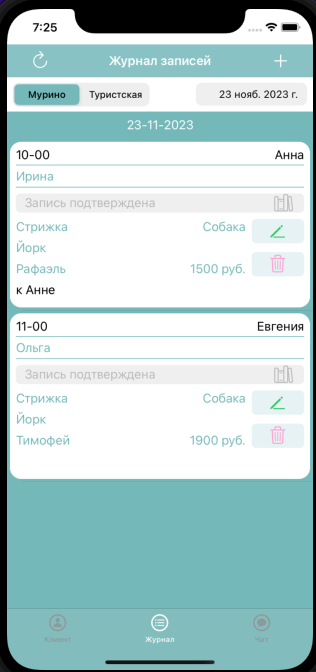 7:25
Журнал записей
Мурино Туристская 23 нояб. 2023 г.
23-11-2023
10-00 Анна
Ирина
Запись подтверждена
Стрижка Собака
Йорк
Рафаэль 1500 руб.
к Анне
11-00 Евгения
Ольга
Запись подтверждена
Стрижка Собака
Йорк
Тимофей 1900 руб.
Клиент Журнал Чат